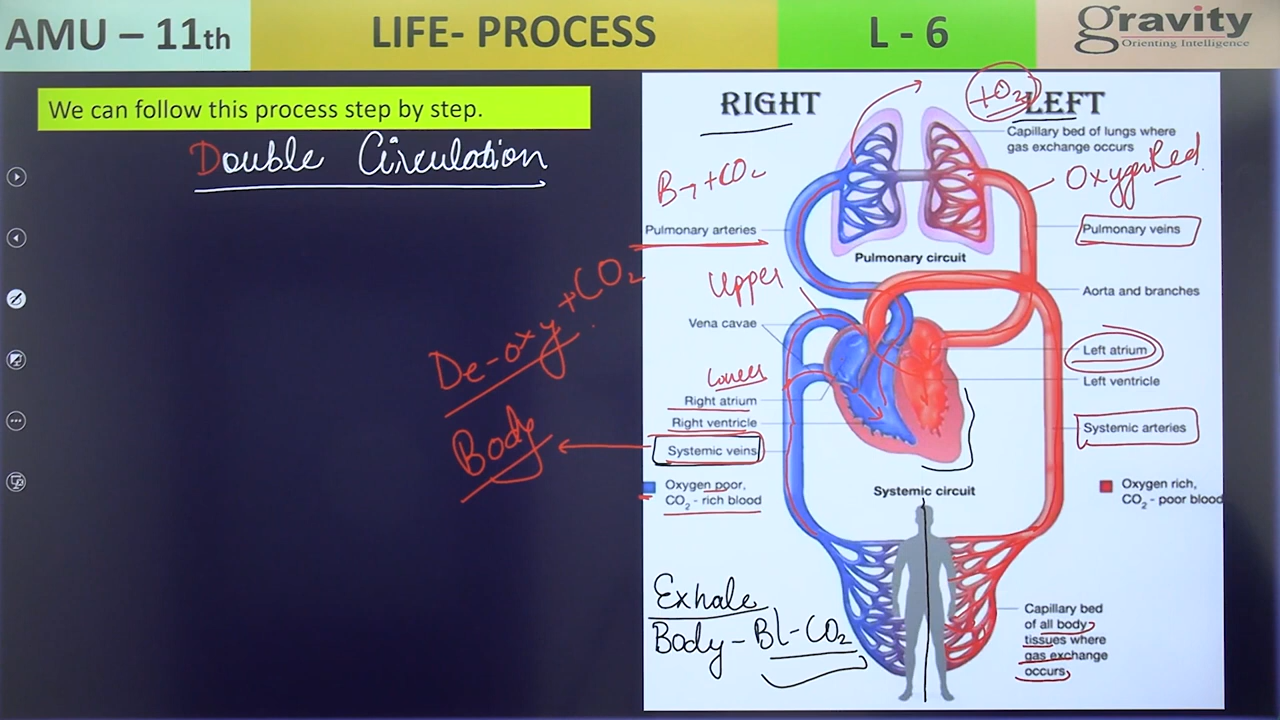 AMU – 11th
LIFE- PROCESS
L - 6
gravity
Orienting Intelligence
We can follow this process step by step.
Double Circulation
RIGHT
+O2
LEFT
Capillary bed of lungs where
gas exchange occurs
B→+CO2
Oxygen Red
Pulmonary arteries
Pulmonary veins
Pulmonary circuit
De-oxy+CO2
Upper
Aorta and branches
Vena cavae
Left atrium
Lower
Left ventricle
Right atrium
Right ventricle
Systemic arteries
Body
Systemic veins
Oxygen poor,
CO2 - rich blood
Systemic circuit
Oxygen rich,
CO2 - poor blood
Exhale
Body – Bl – CO2
Capillary bed
of all body
tissues where
gas exchange
occurs